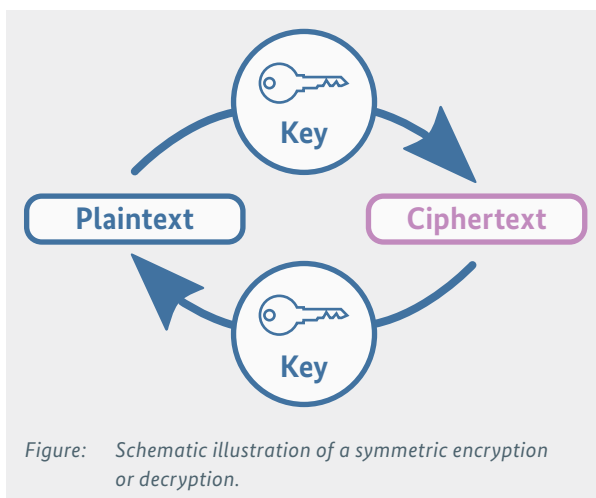 Key
Plaintext
Ciphertext
Key
Figure: Schematic illustration of a symmetric encryption
or decryption.